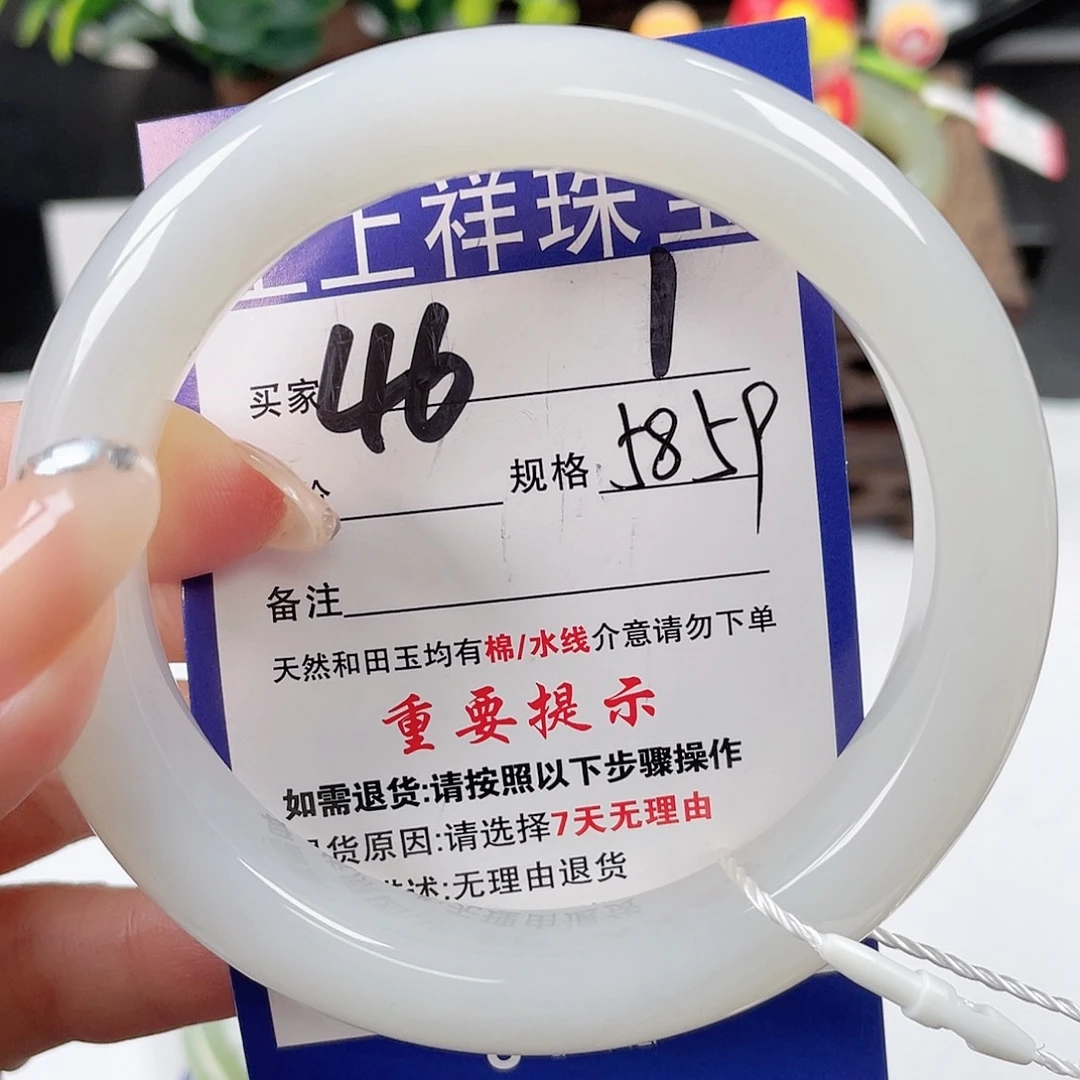 上祥珠宝
46 1
买家
规格 5859
备注
天然和田玉均有棉/水线介意请勿下单
重要提示
如需退货:请按照以下步骤操作
货原因:请选择7天无理由
述:无理由退货